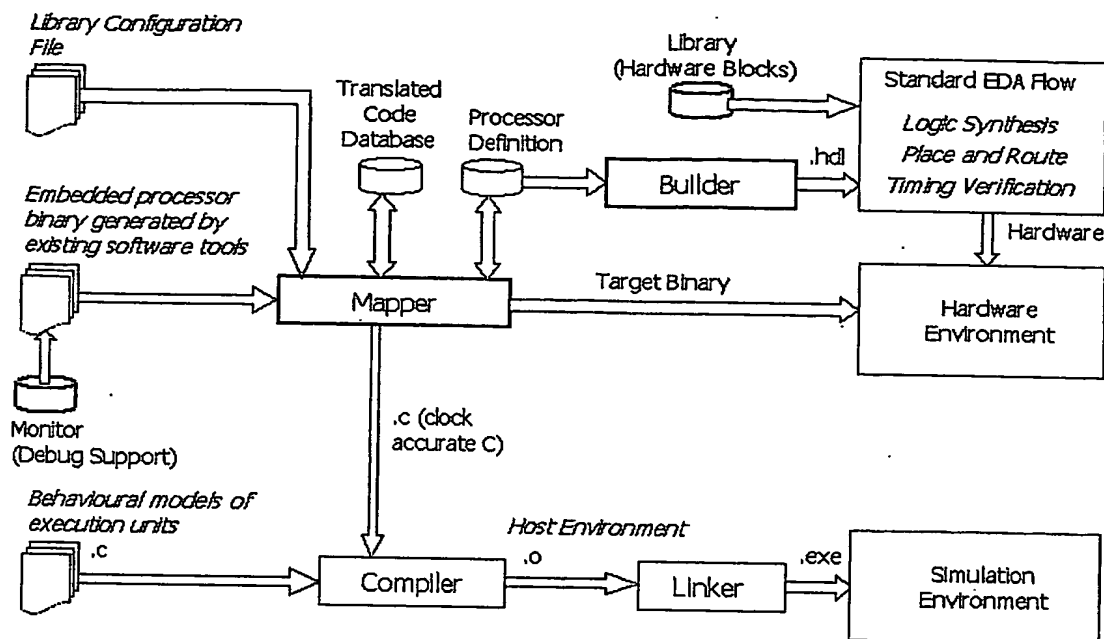 Library Configuration
File
Library
(Hardware Blocks)
Standard EDA Flow
Logic Synthesis
Place and Route
Timing Verification
Translated
Code
Database
Processor
Definition
.hdl
Builder
Hardware
Embedded processor
binary generated by
existing software tools
Mapper
Target Binary
Hardware
Environment
Monitor
(Debug Support)
.c (clock
accurate C)
Behavioural models of
execution units
.c
Host Environment
Compiler
.o
Linker
.exe
Simulation
Environment